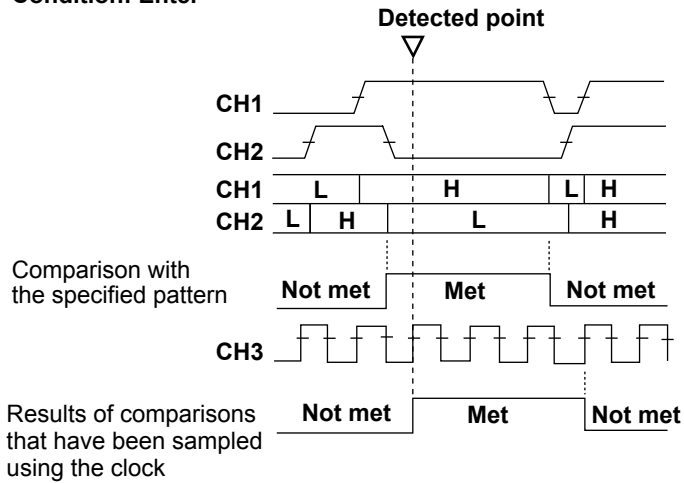 Condition: Enter
Detected point
CH1
CH2
CH1 L H L H
CH2 L H L H
Comparison with
the specified pattern
Not met Met Not met
CH3
Results of comparisons
that have been sampled
using the clock
Not met Met Not met